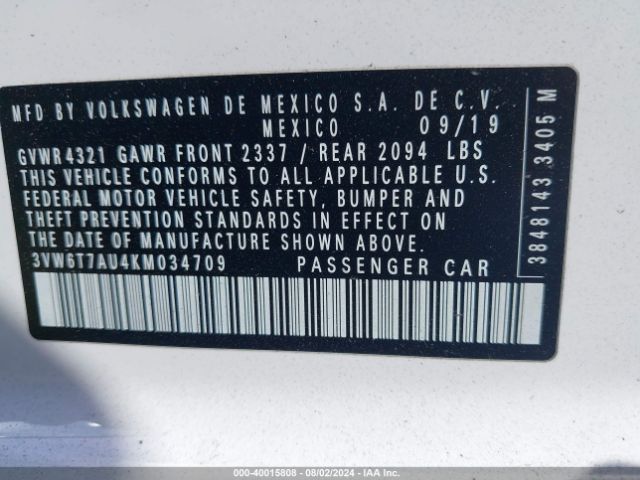 MFD BY VOLKSWAGEN DE MEXICO S.A. DE C.V.
MEXICO 09/19
GVWR 4321 GAWR FRONT 2337 / REAR 2094 LBS
THIS VEHICLE CONFORMS TO ALL APPLICABLE U.S.
FEDERAL MOTOR VEHICLE SAFETY, BUMPER AND
THEFT PREVENTION STANDARDS IN EFFECT ON
THE DATE OF MANUFACTURE SHOWN ABOVE.
3VW6T7AU4KM034709 PASSENGER CAR
3848143 3405 M
000-40015808 - 08/02/2024 - IAA Inc.